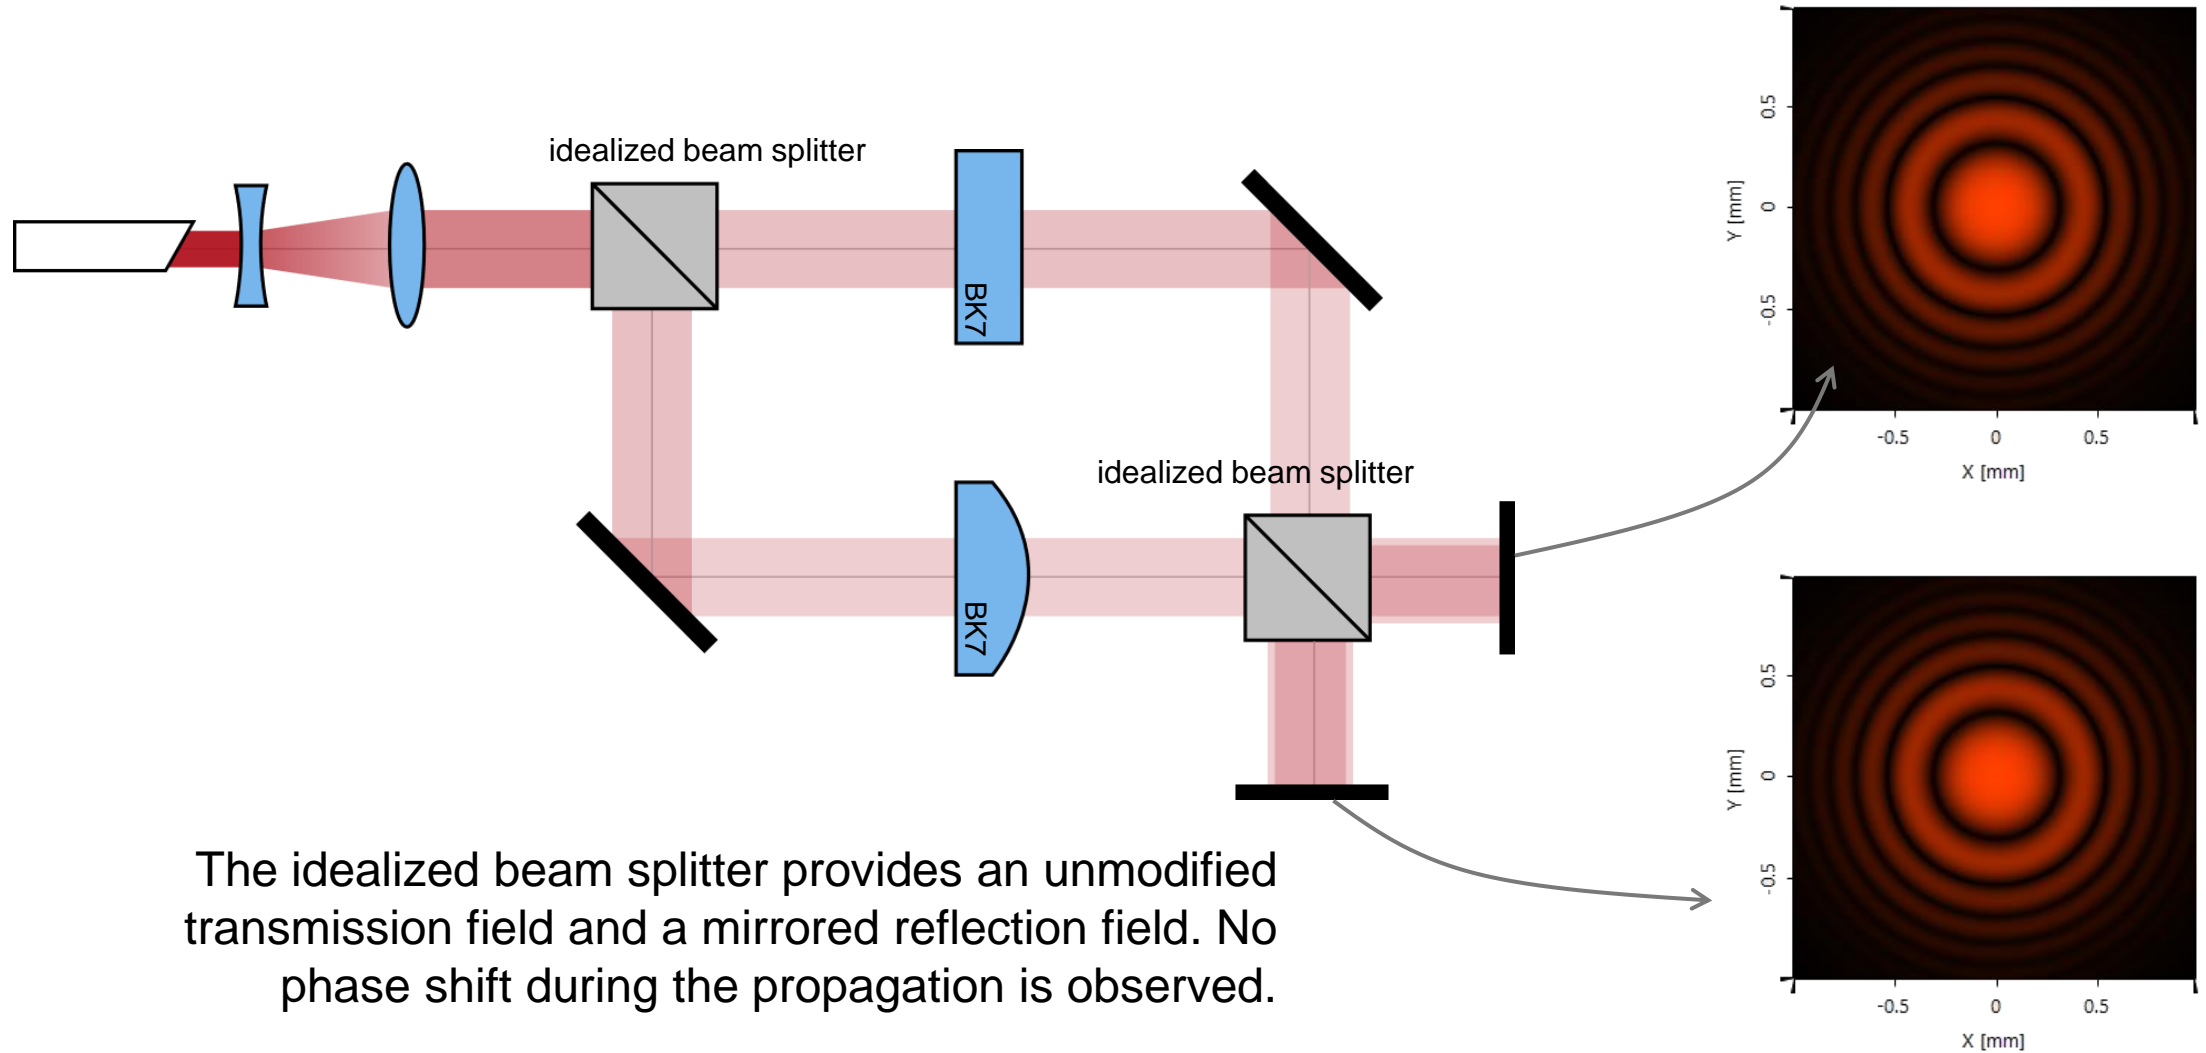 idealized beam splitter
BK7
idealized beam splitter
BK7
The idealized beam splitter provides an unmodified
transmission field and a mirrored reflection field. No
phase shift during the propagation is observed.
Y [mm]
0.5
0
-0.5
-0.5 0 0.5
X [mm]
Y [mm]
0.5
0
-0.5
-0.5 0 0.5
X [mm]